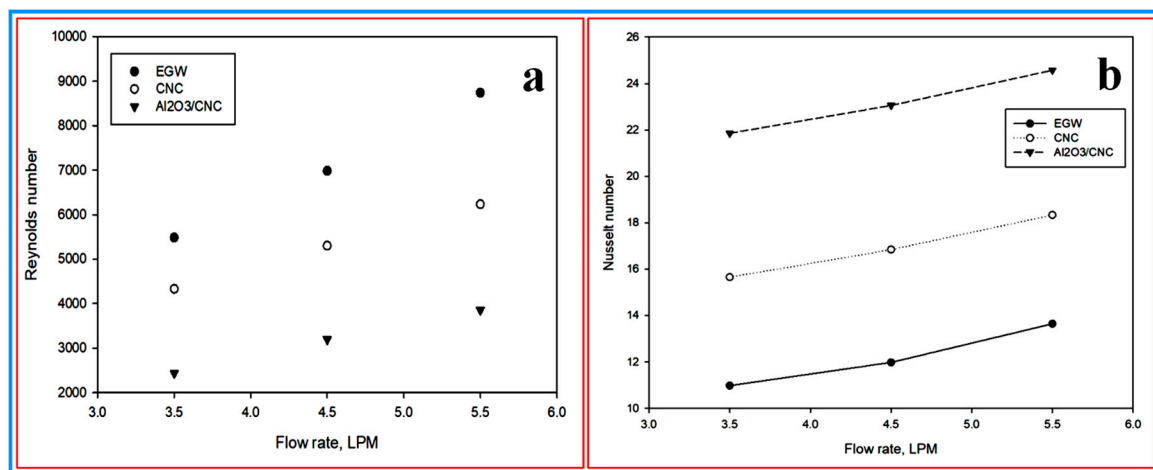 a
10000
9000
8000
7000
6000
5000
4000
3000
2000
Reynolds number
EGW
CNC
Al2O3/CNC
3.0 3.5 4.0 4.5 5.0 5.5 6.0
Flow rate, LPM
b
26
24
22
20
18
16
14
12
10
Nusselt number
EGW
CNC
Al2O3/CNC
3.0 3.5 4.0 4.5 5.0 5.5 6.0
Flow rate, LPM